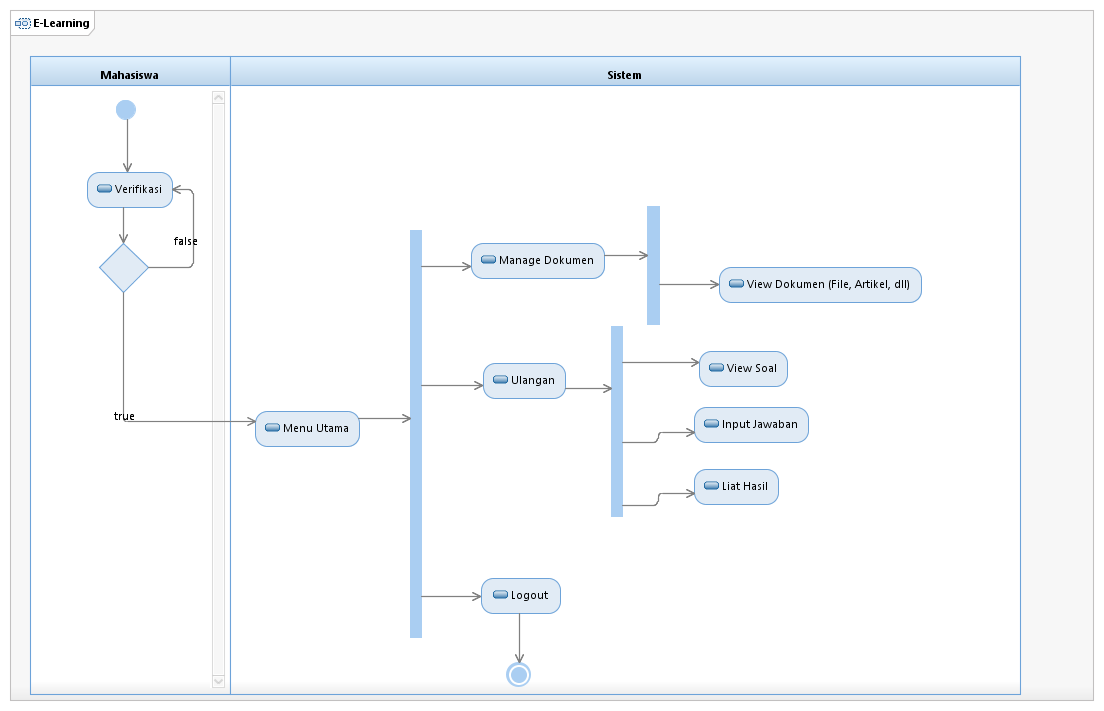 E-Learning
Mahasiswa
Sistem
Verifikasi
false
Manage Dokumen
View Dokumen (File, Artikel, dll)
Ulangan
View Soal
true
Menu Utama
Input Jawaban
Liat Hasil
Logout